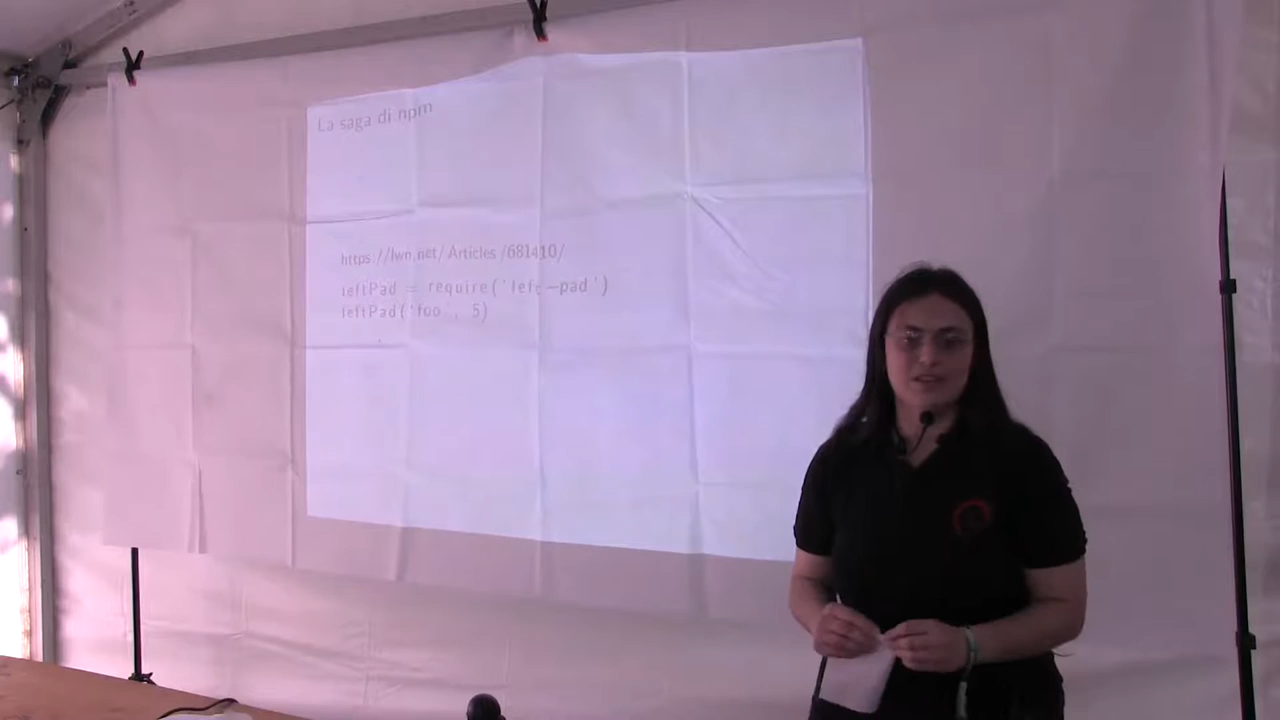 La saga di npm
https://lwn.net/Articles/681410/
leftPad = require('left-pad')
leftPad('foo', 5)